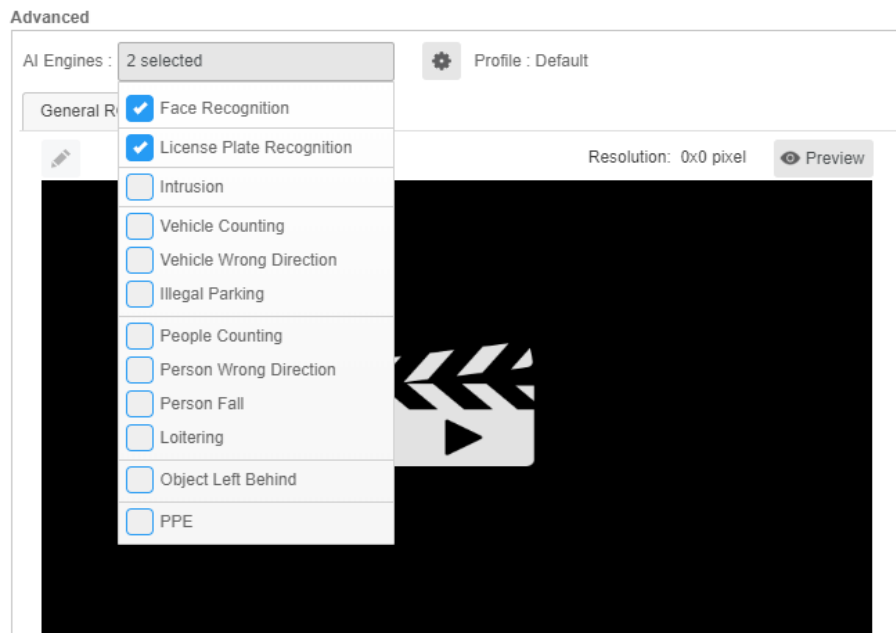 Advanced
AI Engines : 2 selected Profile : Default
General R
Face Recognition
License Plate Recognition
Resolution: 0x0 pixel Preview
Intrusion
Vehicle Counting
Vehicle Wrong Direction
Illegal Parking
People Counting
Person Wrong Direction
Person Fall
Loitering
Object Left Behind
PPE